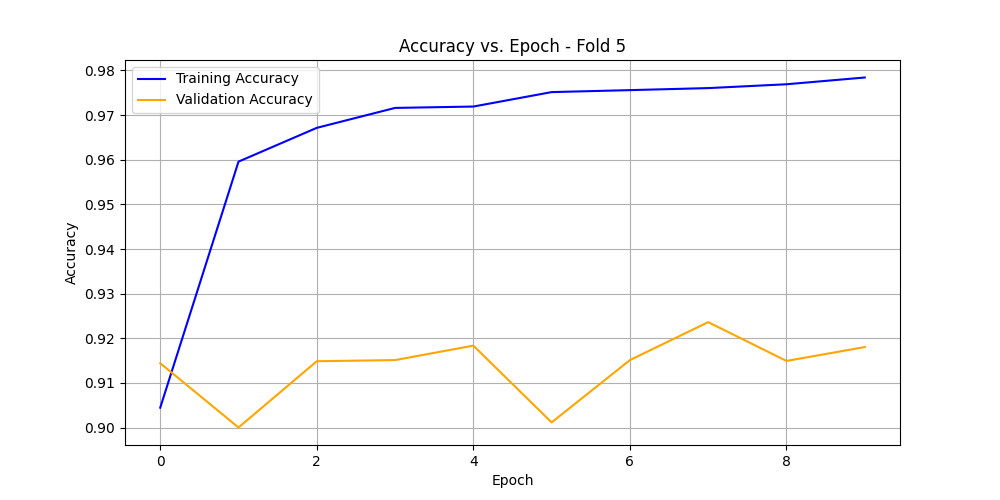 Accuracy vs. Epoch - Fold 5
Training Accuracy
Validation Accuracy
0.98
0.97
0.96
0.95
0.94
0.93
0.92
0.91
0.90
Accuracy
0 2 4 6 8
Epoch